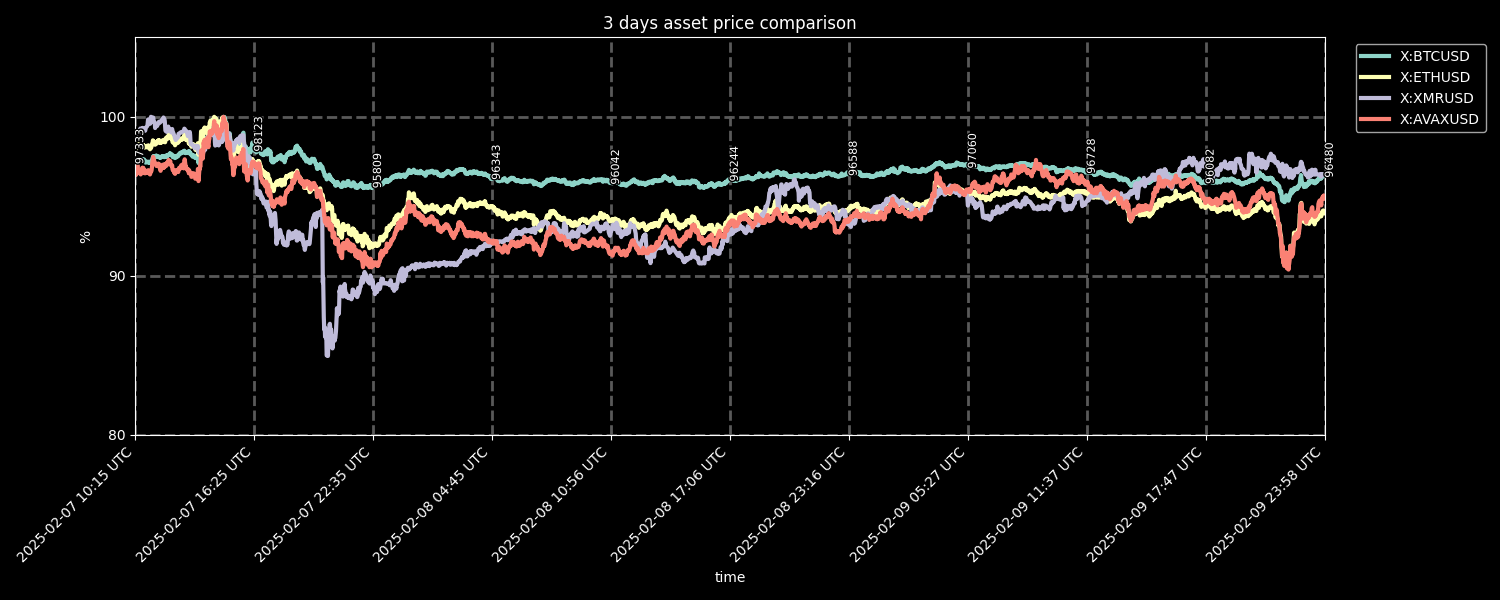 3 days asset price comparison
X:BTCUSD
X:ETHUSD
X:XMRUSD
X:AVAXUSD
100
90
80
%
97333
98123
95809
96343
96042
96244
96588
97060
96728
96082
96480
2025-02-07 10:15 UTC
2025-02-07 16:25 UTC
2025-02-07 22:35 UTC
2025-02-08 04:45 UTC
2025-02-08 10:56 UTC
2025-02-08 17:06 UTC
2025-02-08 23:16 UTC
2025-02-09 05:27 UTC
2025-02-09 11:37 UTC
2025-02-09 17:47 UTC
2025-02-09 23:58 UTC
time